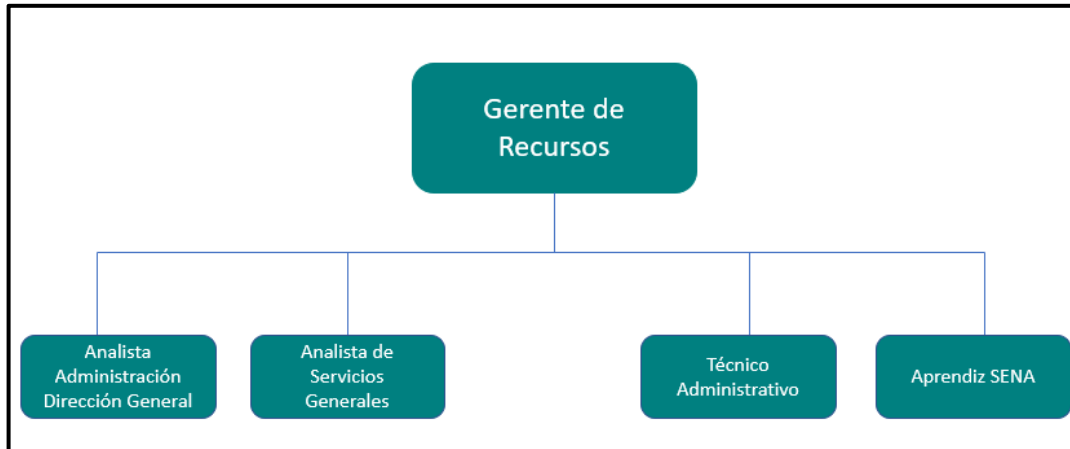 Gerente de
Recursos
Analista
Administración
Dirección General
Analista de
Servicios
Generales
Técnico
Administrativo
Aprendiz SENA